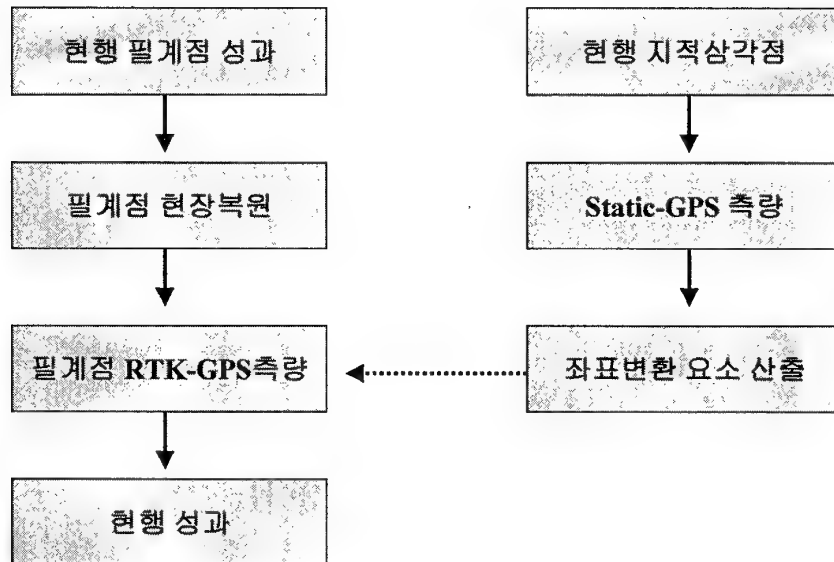 현행 필계점 성과
현행 지적삼각점
필계점 현장복원
Static-GPS 측량
필계점 RTK-GPS측량
좌표변환 요소 산출
현행 성과